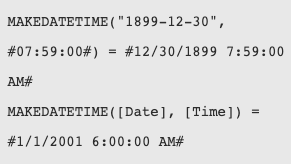 MAKEDATETIME("1899-12-30",
#07:59:00#) = #12/30/1899 7:59:00
AM#
MAKEDATETIME([Date], [Time]) =
#1/1/2001 6:00:00 AM#